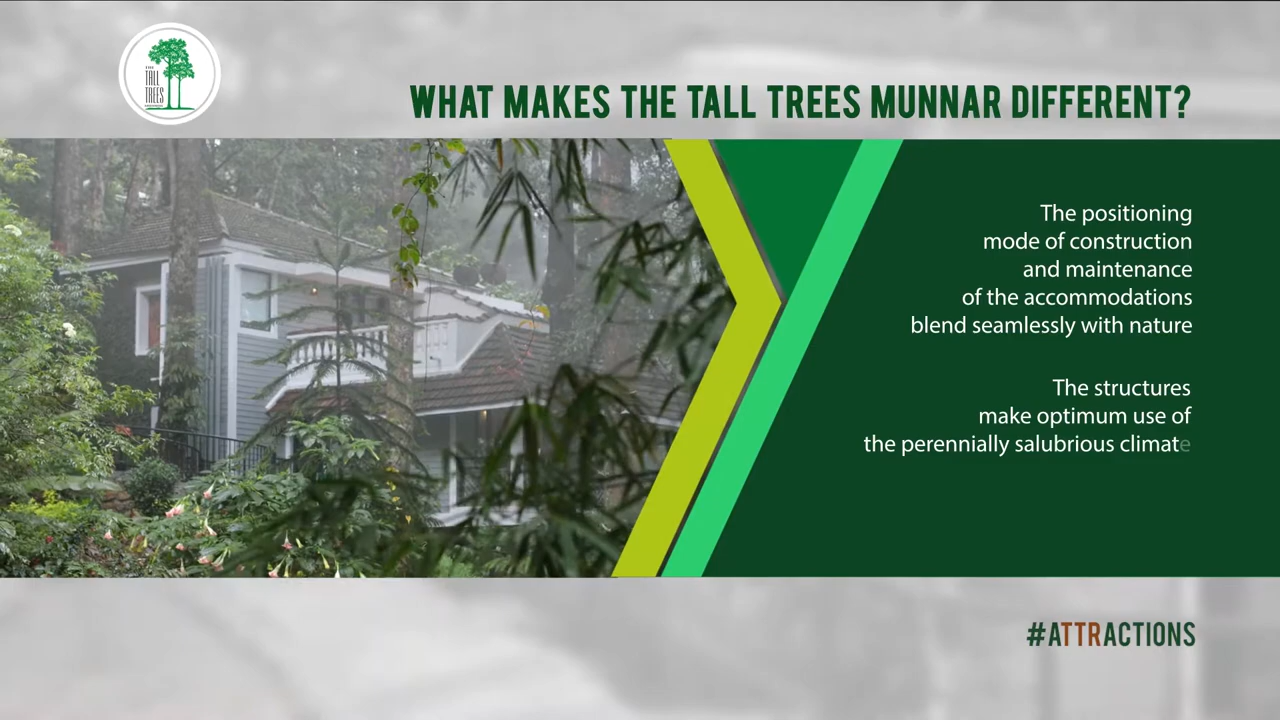 THE
TALL
TREES
WHAT MAKES THE TALL TREES MUNNAR DIFFERENT?
The positioning
mode of construction
and maintenance
of the accommodations
blend seamlessly with nature
The structures
make optimum use of
the perennially salubrious climate
#ATTRACTIONS